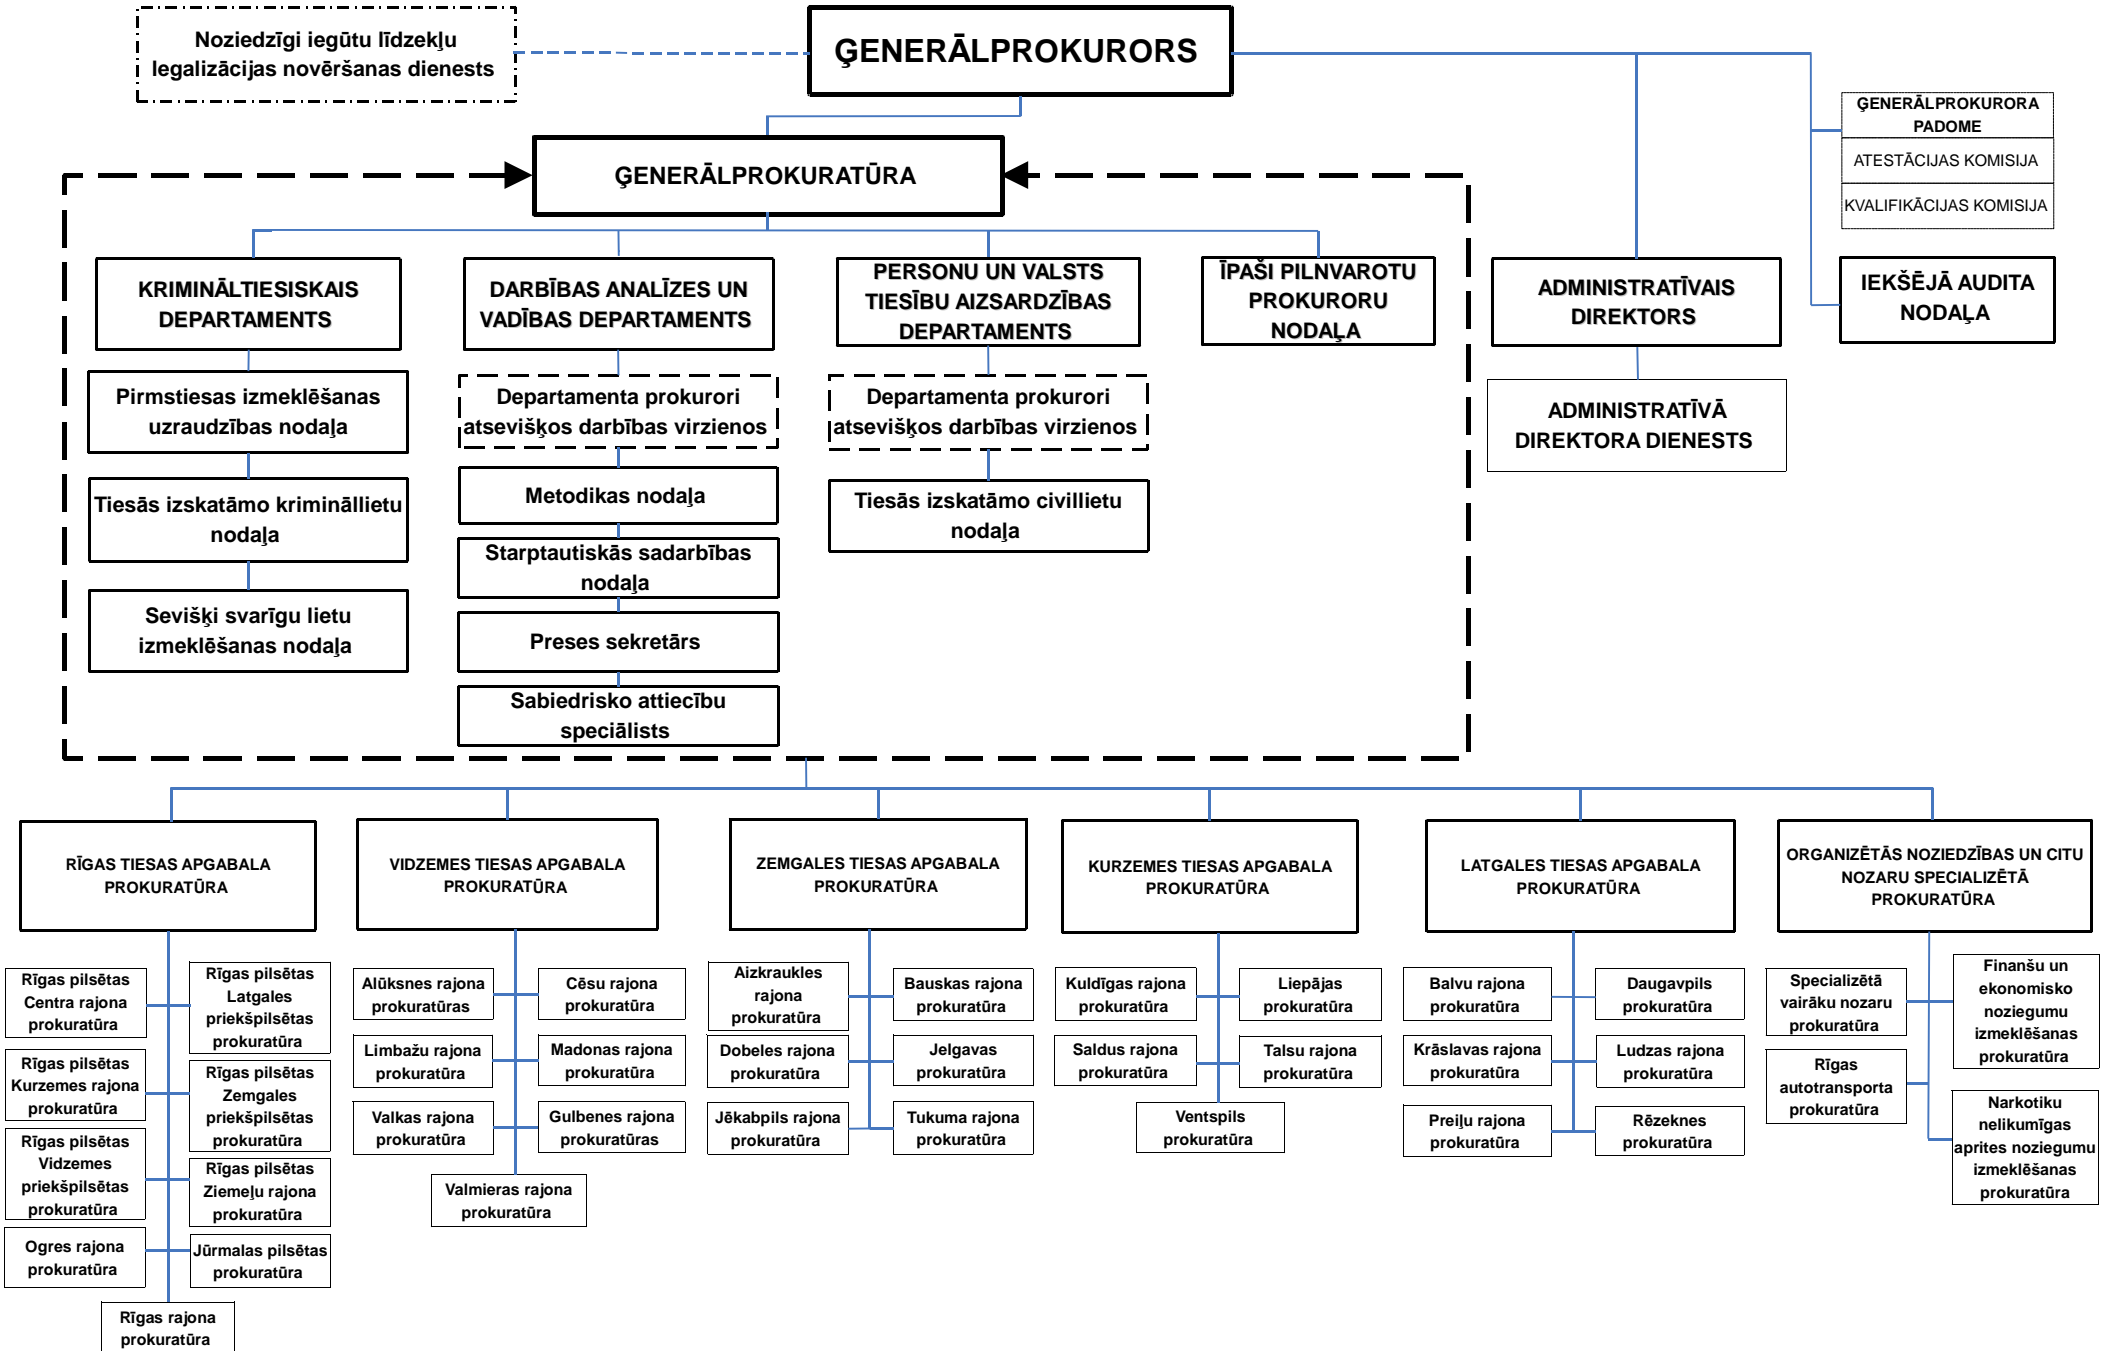 Noziedzīgi iegūtu līdzekļu
legalizācijas novēršanas dienests
ĢENERĀLPROKURORS
ĢENERĀLPROKURORA
PADOME
ATESTĀCIJAS KOMISIJA
KVALIFIKĀCIJAS KOMISIJA
ĢENERĀLPROKURATŪRA
KRIMINĀLTIESISKAIS
DEPARTAMENTS
DARBĪBAS ANALĪZES UN
VADĪBAS DEPARTAMENTS
PERSONU UN VALSTS
TIESĪBU AIZSARDZĪBAS
DEPARTAMENTS
ĪPAŠI PILNVAROTU
PROKURORU
NODAĻA
ADMINISTRATĪVAIS
DIREKTORS
IEKŠĒJĀ AUDITA
NODAĻA
Pirmstiesas izmeklēšanas
uzraudzības nodaļa
Tiesās izskatāmo krimināllietu
nodaļa
Sevišķi svarīgu lietu
izmeklēšanas nodaļa
Departamenta prokurori
atsevišķos darbības virzienos
Metodikas nodaļa
Starptautiskās sadarbības
nodaļa
Preses sekretārs
Sabiedrisko attiecību
speciālists
Departamenta prokurori
atsevišķos darbības virzienos
Tiesās izskatāmo civillietu
nodaļa
ADMINISTRATĪVĀ
DIREKTORA DIENESTS
RĪGAS TIESAS APGABALA
PROKURATŪRA
VIDZEMES TIESAS APGABALA
PROKURATŪRA
ZEMGALES TIESAS APGABALA
PROKURATŪRA
KURZEMES TIESAS APGABALA
PROKURATŪRA
LATGALES TIESAS APGABALA
PROKURATŪRA
ORGANIZĒTĀS NOZIEDZĪBAS UN CITU
NOZARU SPECIALIZĒTĀ
PROKURATŪRA
Rīgas pilsētas
Centra rajona
prokuratūra
Rīgas pilsētas
Latgales
priekšpilsētas
prokuratūra
Rīgas pilsētas
Kurzemes rajona
prokuratūra
Rīgas pilsētas
Zemgales
priekšpilsētas
prokuratūra
Rīgas pilsētas
Vidzemes
priekšpilsētas
prokuratūra
Rīgas pilsētas
Ziemeļu rajona
prokuratūra
Ogres rajona
prokuratūra
Jūrmalas pilsētas
prokuratūra
Rīgas rajona
prokuratūra
Alūksnes rajona
prokuratūras
Cēsu rajona
prokuratūra
Limbažu rajona
prokuratūra
Madonas rajona
prokuratūra
Valkas rajona
prokuratūra
Gulbenes rajona
prokuratūras
Valmieras rajona
prokuratūra
Aizkraukles
rajona
prokuratūra
Bauskas rajona
prokuratūra
Dobeles rajona
prokuratūra
Jelgavas
prokuratūra
Jēkabpils rajona
prokuratūra
Tukuma rajona
prokuratūra
Kuldīgas rajona
prokuratūra
Liepājas
prokuratūra
Saldus rajona
prokuratūra
Talsu rajona
prokuratūra
Ventspils
prokuratūra
Balvu rajona
prokuratūra
Daugavpils
prokuratūra
Krāslavas rajona
prokuratūra
Ludzas rajona
prokuratūra
Preiļu rajona
prokuratūra
Rēzeknes
prokuratūra
Specializētā
vairāku nozaru
prokuratūra
Finanšu un
ekonomisko
noziegumu
izmeklēšanas
prokuratūra
Rīgas
autotransporta
prokuratūra
Narkotiku
nelikumīgas
aprites noziegumu
izmeklēšanas
prokuratūra